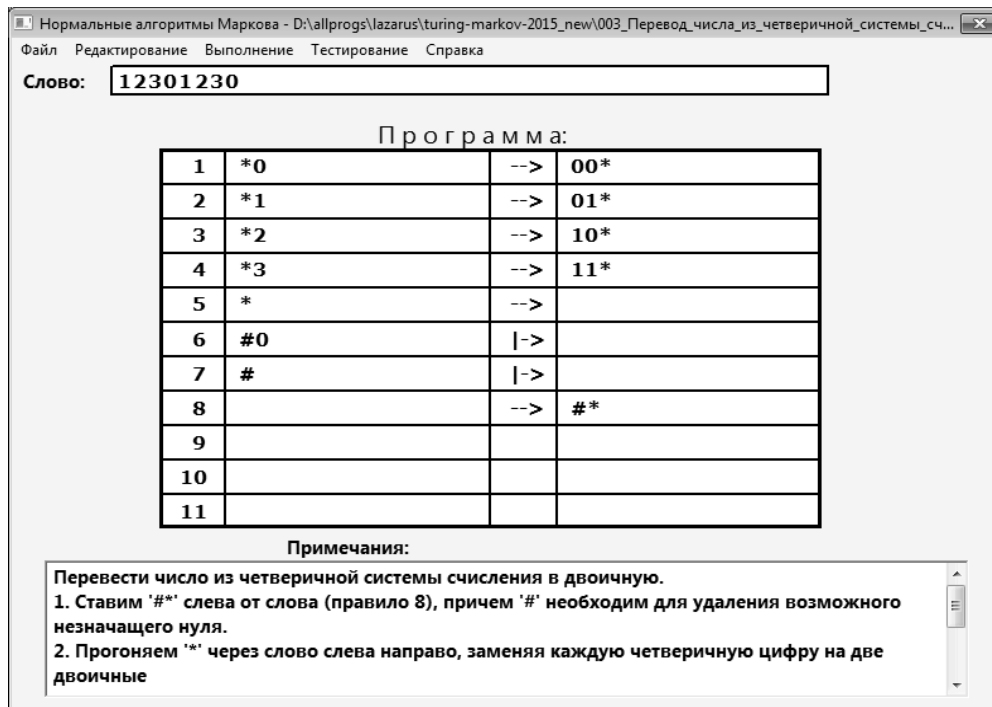 Нормальные алгоритмы Маркова - D:\allprogs\lazarus\turing-markov-2015_new\003_Перевод_числа_из_четверичной_системы_сч...
Файл Редактирование Выполнение Тестирование Справка
Слово: 12301230
Программа:
1 *0 --> 00*
2 *1 --> 01*
3 *2 --> 10*
4 *3 --> 11*
5 * -->
6 #0 |->
7 # |->
8 --> #*
9
10
11
Примечания:
Перевести число из четверичной системы счисления в двоичную.
1. Ставим '#*' слева от слова (правило 8), причем '#' необходим для удаления возможного
незначащего нуля.
2. Прогоняем '*' через слово слева направо, заменяя каждую четверичную цифру на две
двоичные